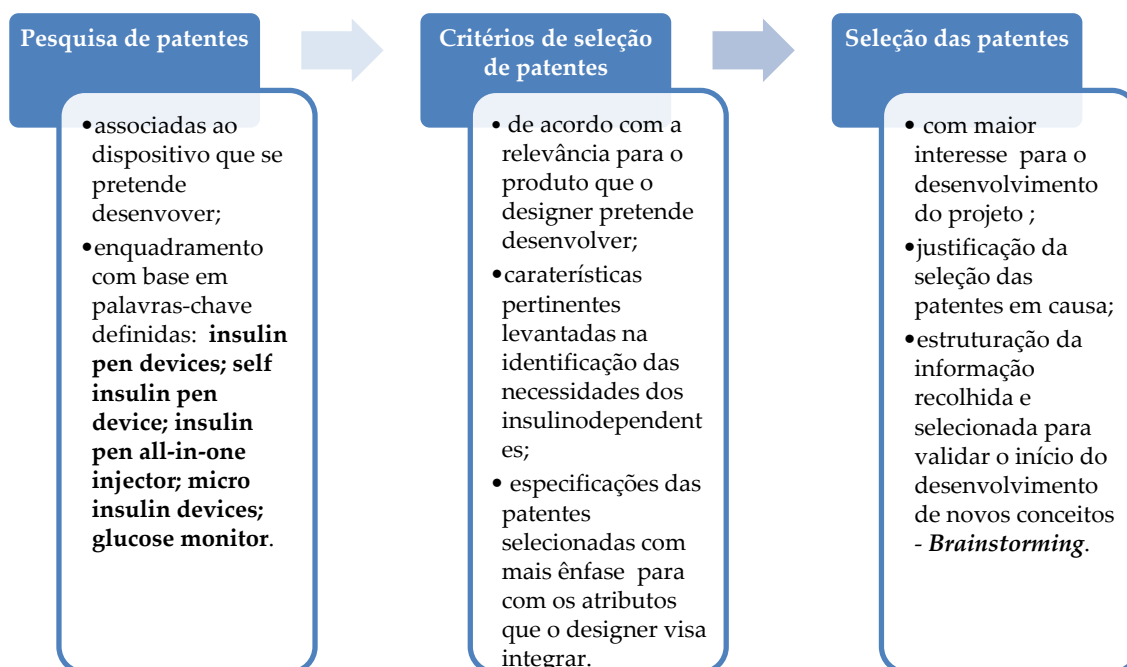 Pesquisa de patentes
•associadas ao
dispositivo que se
pretende
desenvover;
•enquadramento
com base em
palavras-chave
definidas: insulin
pen devices; self
insulin pen
device; insulin
pen all-in-one
injector; micro
insulin devices;
glucose monitor.
Critérios de seleção
de patentes
• de acordo com a
relevância para o
produto que o
designer pretende
desenvolver;
•caraterísticas
pertinentes
levantadas na
identificação das
necessidades dos
insulinodependent
es;
• especificações das
patentes
selecionadas com
mais ênfase para
com os atributos
que o designer visa
integrar.
Seleção das patentes
• com maior
interesse para o
desenvolvimento
do projeto ;
•justificação da
seleção das
patentes em causa;
•estruturação da
informação
recolhida e
selecionada para
validar o início do
desenvolvimento
de novos conceitos
- Brainstorming.